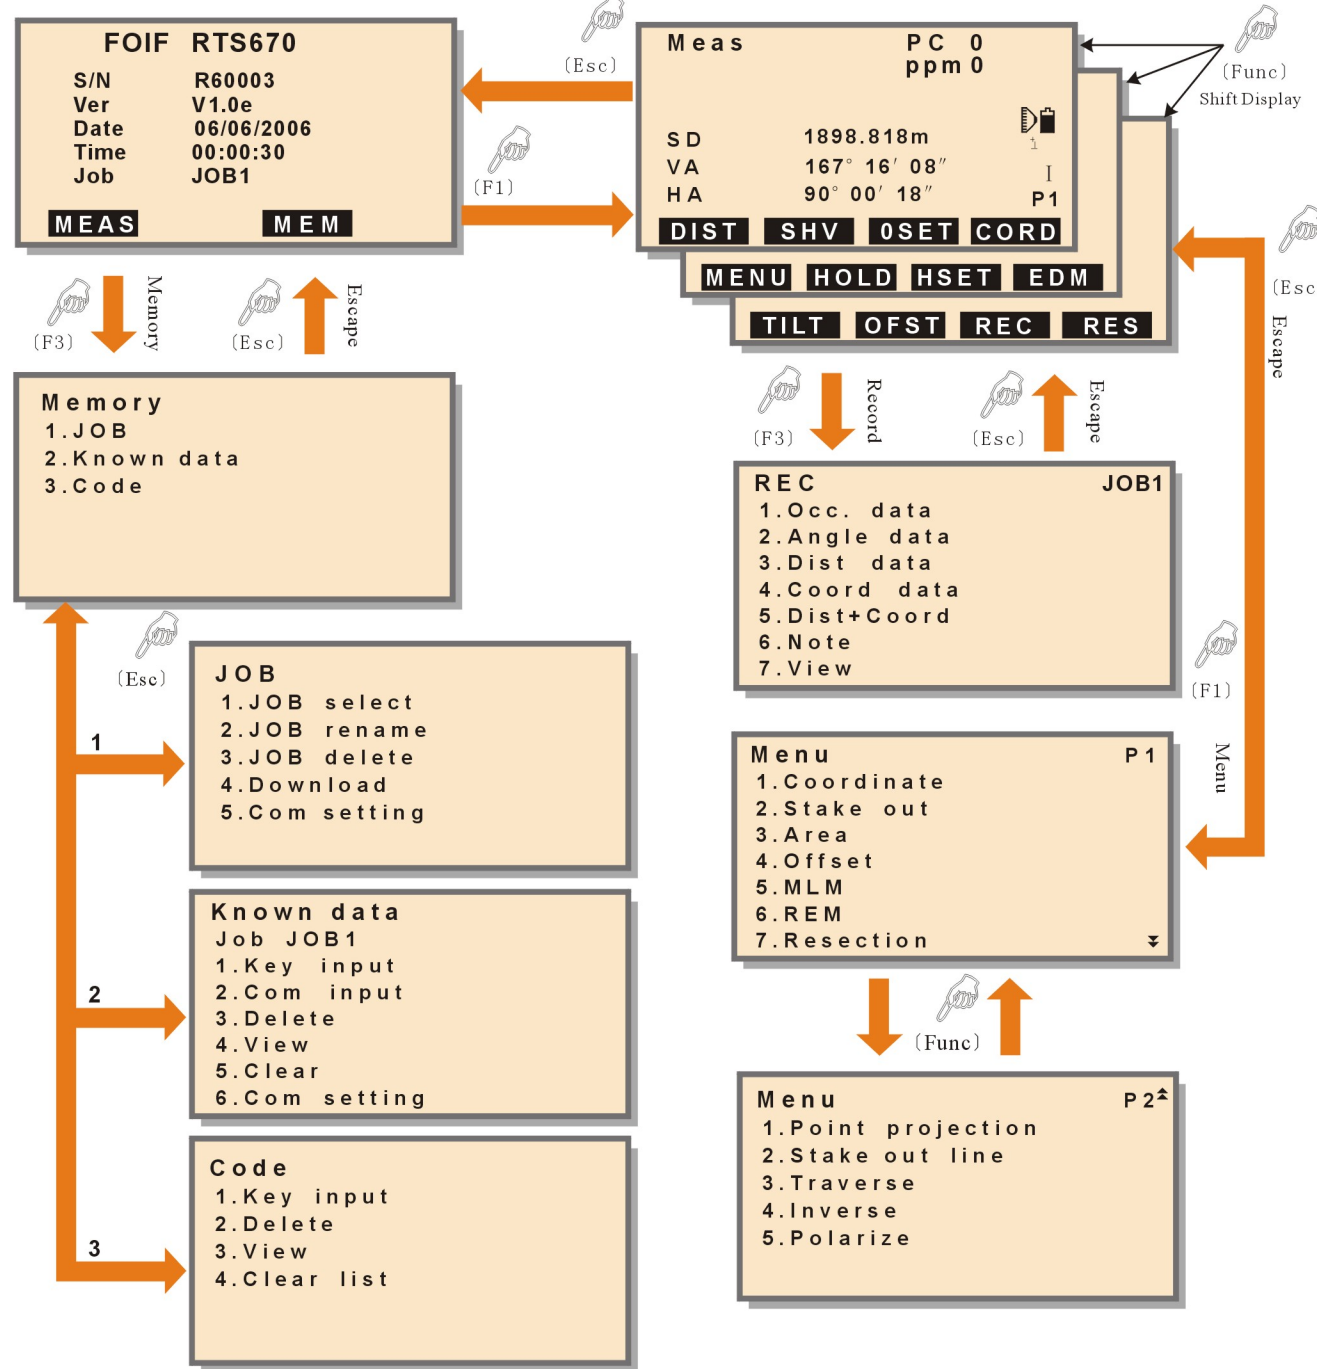 FOIF RTS670
S/N R60003
Ver V1.0e
Date 06/06/2006
Time 00:00:30
Job JOB1
MEAS MEM
(Esc)
(F1)
Meas PC 0
ppm 0
SD 1898.818m
VA 167° 16′ 08″
HA 90° 00′ 18″
I
P1
DIST SHV 0SET CORD
MENU HOLD HSET EDM
TILT OFST REC RES
(Func)
Shift Display
(F3)
Memory
(Esc)
Escape
Memory
1.JOB
2.Known data
3.Code
(Esc)
1
JOB
1.JOB select
2.JOB rename
3.JOB delete
4.Download
5.Com setting
2
Known data
Job JOB1
1.Key input
2.Com input
3.Delete
4.View
5.Clear
6.Com setting
3
Code
1.Key input
2.Delete
3.View
4.Clear list
(F3)
Record
(Esc)
Escape
REC JOB1
1.Occ. data
2.Angle data
3.Dist data
4.Coord data
5.Dist+Coord
6.Note
7.View
(Esc
Escape
(F1)
Menu
Menu P1
1.Coordinate
2.Stake out
3.Area
4.Offset
5.MLM
6.REM
7.Resection
(Func)
Menu P2
1.Point projection
2.Stake out line
3.Traverse
4.Inverse
5.Polarize